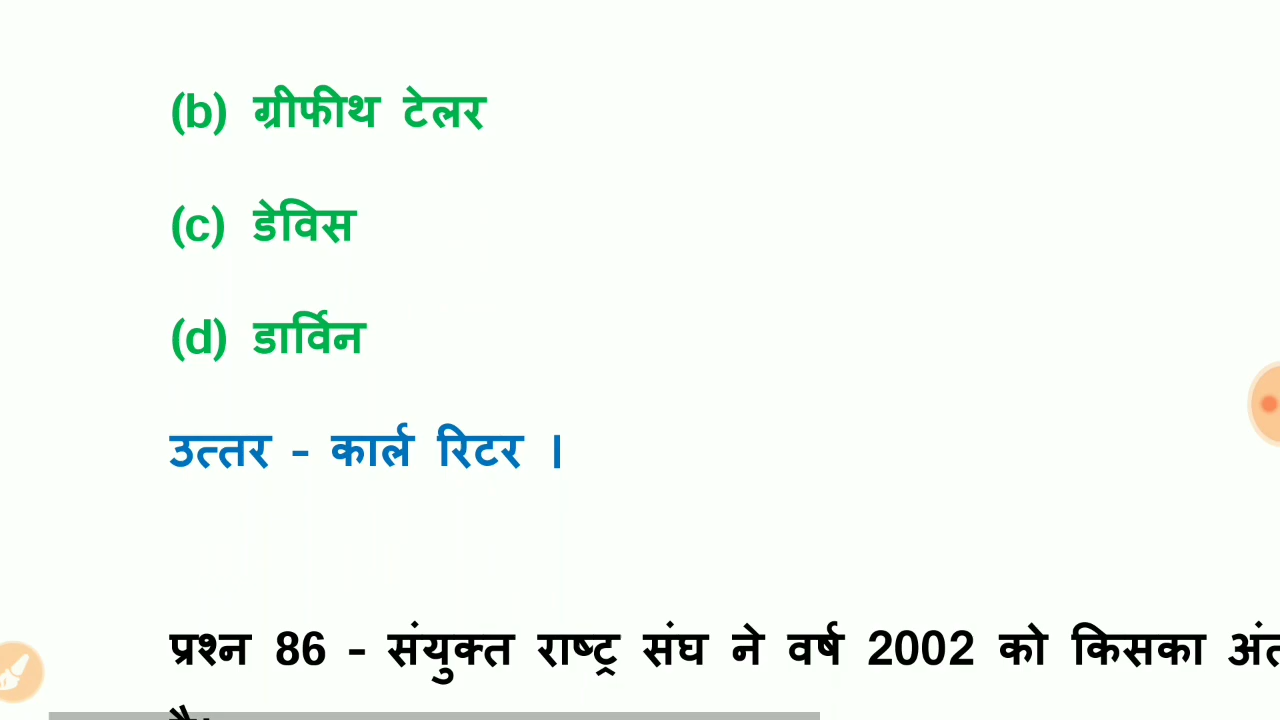 (b) ग्रीफीथ टेलर
(c) डेविस
(d) डार्विन
उत्तर – कार्ल रिटर ।
प्रश्न 86 – संयुक्त राष्ट्र संघ ने वर्ष 2002 को किसका